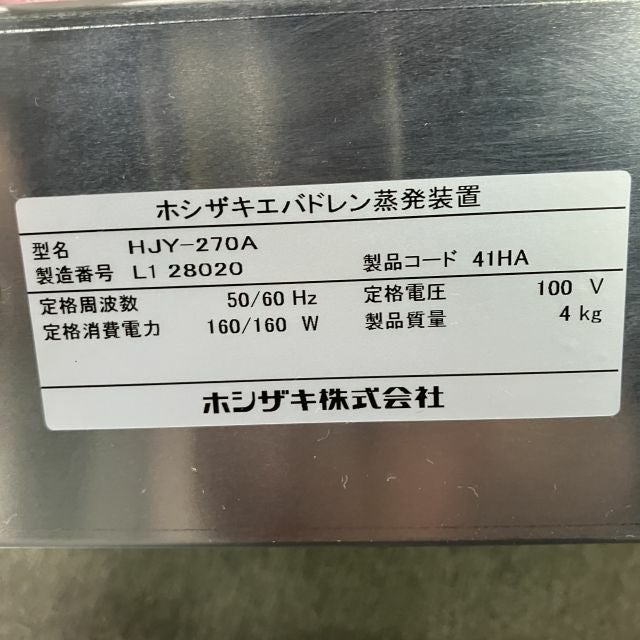 ホシザキエバドレン蒸発装置
型名 HJY-270A
製造番号 L128020 製品コード 41HA
定格周波数 50/60 Hz 定格電圧 100 V
定格消費電力 160/160 W 製品質量 4 kg
ホシザキ株式会社